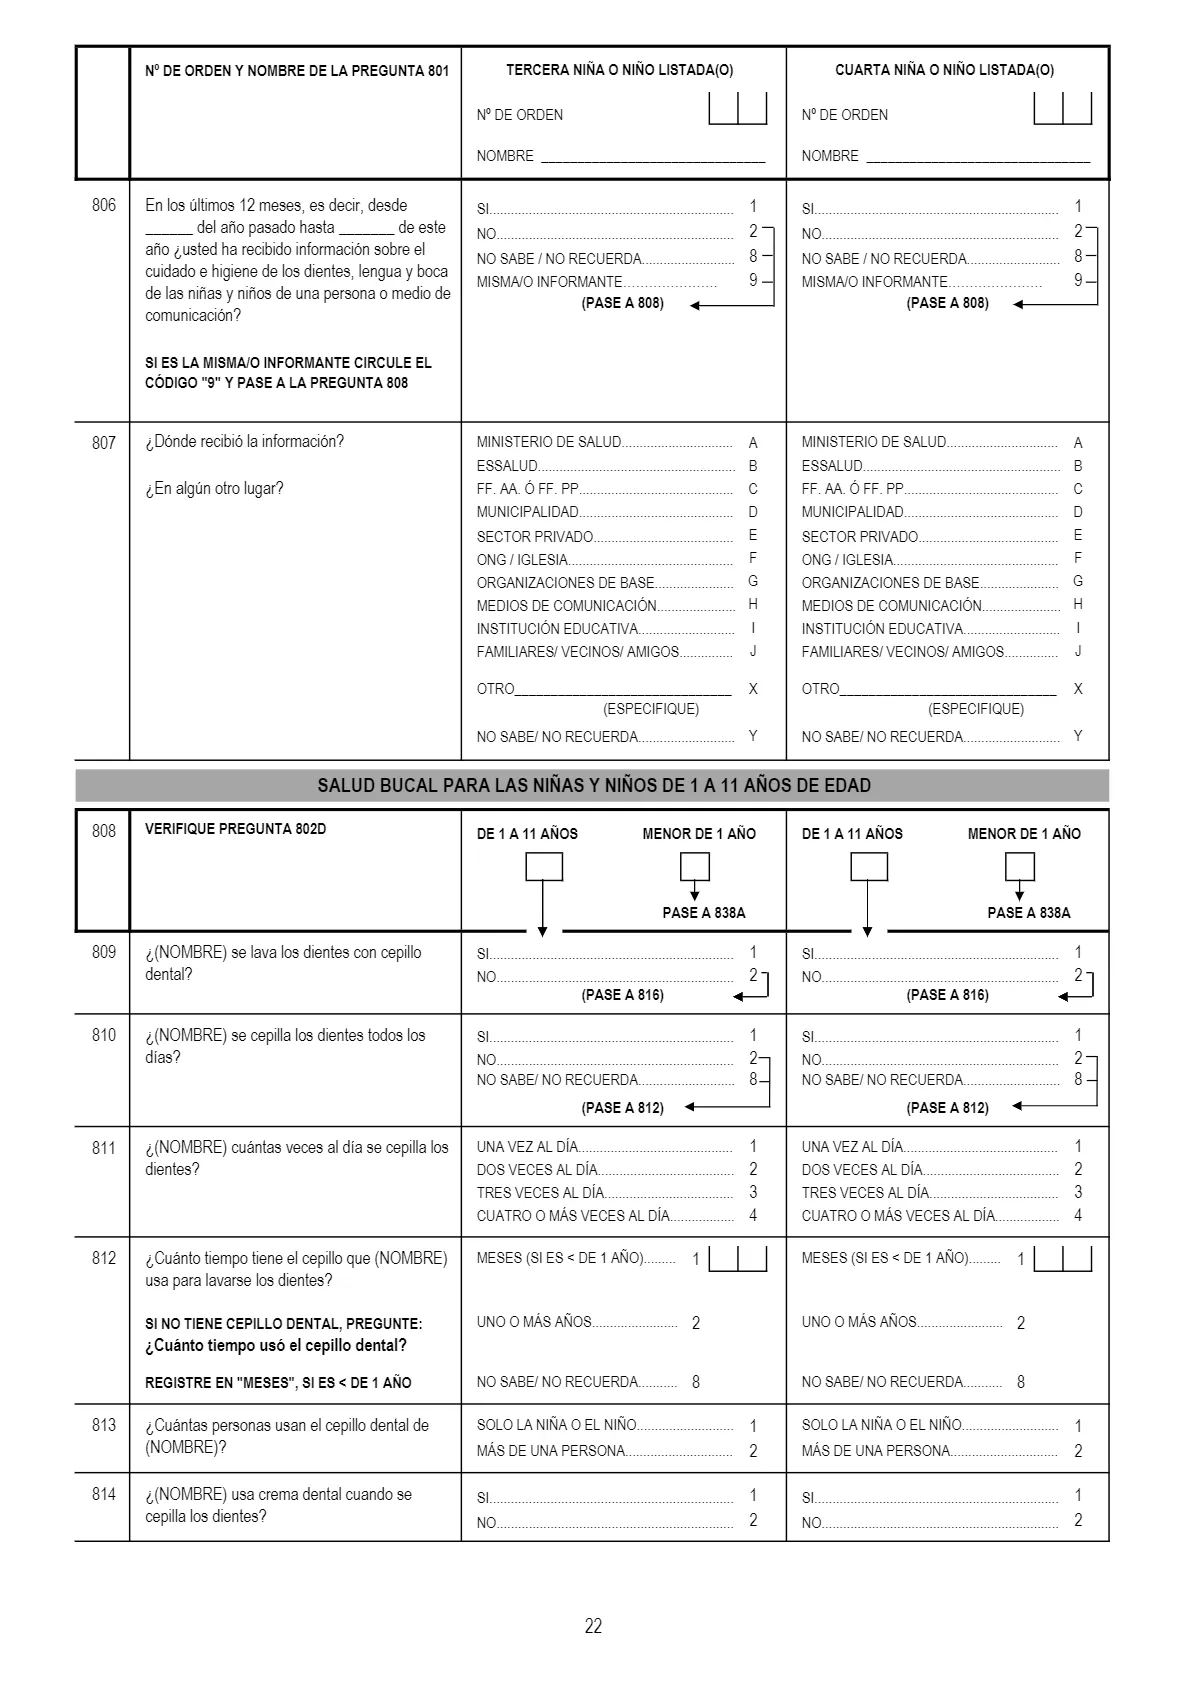 Nº DE ORDEN Y NOMBRE DE LA PREGUNTA 801
TERCERA NIÑA O NIÑO LISTADA(O)
CUARTA NIÑA O NIÑO LISTADA(O)
Nº DE ORDEN
Nº DE ORDEN
NOMBRE ______________________________
NOMBRE ______________________________
806
En los últimos 12 meses, es decir, desde
______ del año pasado hasta _______ de este
año ¿usted ha recibido información sobre el
cuidado e higiene de los dientes, lengua y boca
de las niñas y niños de una persona o medio de
comunicación?
SI ES LA MISMA/O INFORMANTE CIRCULE EL
CÓDIGO "9" Y PASE A LA PREGUNTA 808
SI.................................................................... 1
NO.................................................................. 2
NO SABE / NO RECUERDA.......................... 8
MISMA/O INFORMANTE...................... 9
(PASE A 808)
SI.................................................................... 1
NO.................................................................. 2
NO SABE / NO RECUERDA.......................... 8
MISMA/O INFORMANTE...................... 9
(PASE A 808)
807
¿Dónde recibió la información?
¿En algún otro lugar?
MINISTERIO DE SALUD............................... A
ESSALUD....................................................... B
FF. AA. Ó FF. PP........................................... C
MUNICIPALIDAD........................................... D
SECTOR PRIVADO....................................... E
ONG / IGLESIA.............................................. F
ORGANIZACIONES DE BASE...................... G
MEDIOS DE COMUNICACIÓN...................... H
INSTITUCIÓN EDUCATIVA........................... I
FAMILIARES/ VECINOS/ AMIGOS............... J
OTRO______________________________ X
(ESPECIFIQUE)
NO SABE/ NO RECUERDA........................... Y
MINISTERIO DE SALUD............................... A
ESSALUD....................................................... B
FF. AA. Ó FF. PP........................................... C
MUNICIPALIDAD........................................... D
SECTOR PRIVADO....................................... E
ONG / IGLESIA.............................................. F
ORGANIZACIONES DE BASE...................... G
MEDIOS DE COMUNICACIÓN...................... H
INSTITUCIÓN EDUCATIVA........................... I
FAMILIARES/ VECINOS/ AMIGOS............... J
OTRO______________________________ X
(ESPECIFIQUE)
NO SABE/ NO RECUERDA........................... Y
SALUD BUCAL PARA LAS NIÑAS Y NIÑOS DE 1 A 11 AÑOS DE EDAD
808
VERIFIQUE PREGUNTA 802D
DE 1 A 11 AÑOS MENOR DE 1 AÑO
PASE A 838A
DE 1 A 11 AÑOS MENOR DE 1 AÑO
PASE A 838A
809
¿(NOMBRE) se lava los dientes con cepillo
dental?
SI.................................................................... 1
NO.................................................................. 2
(PASE A 816)
SI.................................................................... 1
NO.................................................................. 2
(PASE A 816)
810
¿(NOMBRE) se cepilla los dientes todos los
días?
SI.................................................................... 1
NO.................................................................. 2
NO SABE/ NO RECUERDA........................... 8
(PASE A 812)
SI.................................................................... 1
NO.................................................................. 2
NO SABE/ NO RECUERDA........................... 8
(PASE A 812)
811
¿(NOMBRE) cuántas veces al día se cepilla los
dientes?
UNA VEZ AL DÍA........................................... 1
DOS VECES AL DÍA...................................... 2
TRES VECES AL DÍA.................................... 3
CUATRO O MÁS VECES AL DÍA.................. 4
UNA VEZ AL DÍA........................................... 1
DOS VECES AL DÍA...................................... 2
TRES VECES AL DÍA.................................... 3
CUATRO O MÁS VECES AL DÍA.................. 4
812
¿Cuánto tiempo tiene el cepillo que (NOMBRE)
usa para lavarse los dientes?
SI NO TIENE CEPILLO DENTAL, PREGUNTE:
¿Cuánto tiempo usó el cepillo dental?
REGISTRE EN "MESES", SI ES < DE 1 AÑO
MESES (SI ES < DE 1 AÑO)......... 1
UNO O MÁS AÑOS........................ 2
NO SABE/ NO RECUERDA........... 8
MESES (SI ES < DE 1 AÑO)......... 1
UNO O MÁS AÑOS........................ 2
NO SABE/ NO RECUERDA........... 8
813
¿Cuántas personas usan el cepillo dental de
(NOMBRE)?
SOLO LA NIÑA O EL NIÑO........................... 1
MÁS DE UNA PERSONA.............................. 2
SOLO LA NIÑA O EL NIÑO........................... 1
MÁS DE UNA PERSONA.............................. 2
814
¿(NOMBRE) usa crema dental cuando se
cepilla los dientes?
SI.................................................................... 1
NO.................................................................. 2
SI.................................................................... 1
NO.................................................................. 2
22